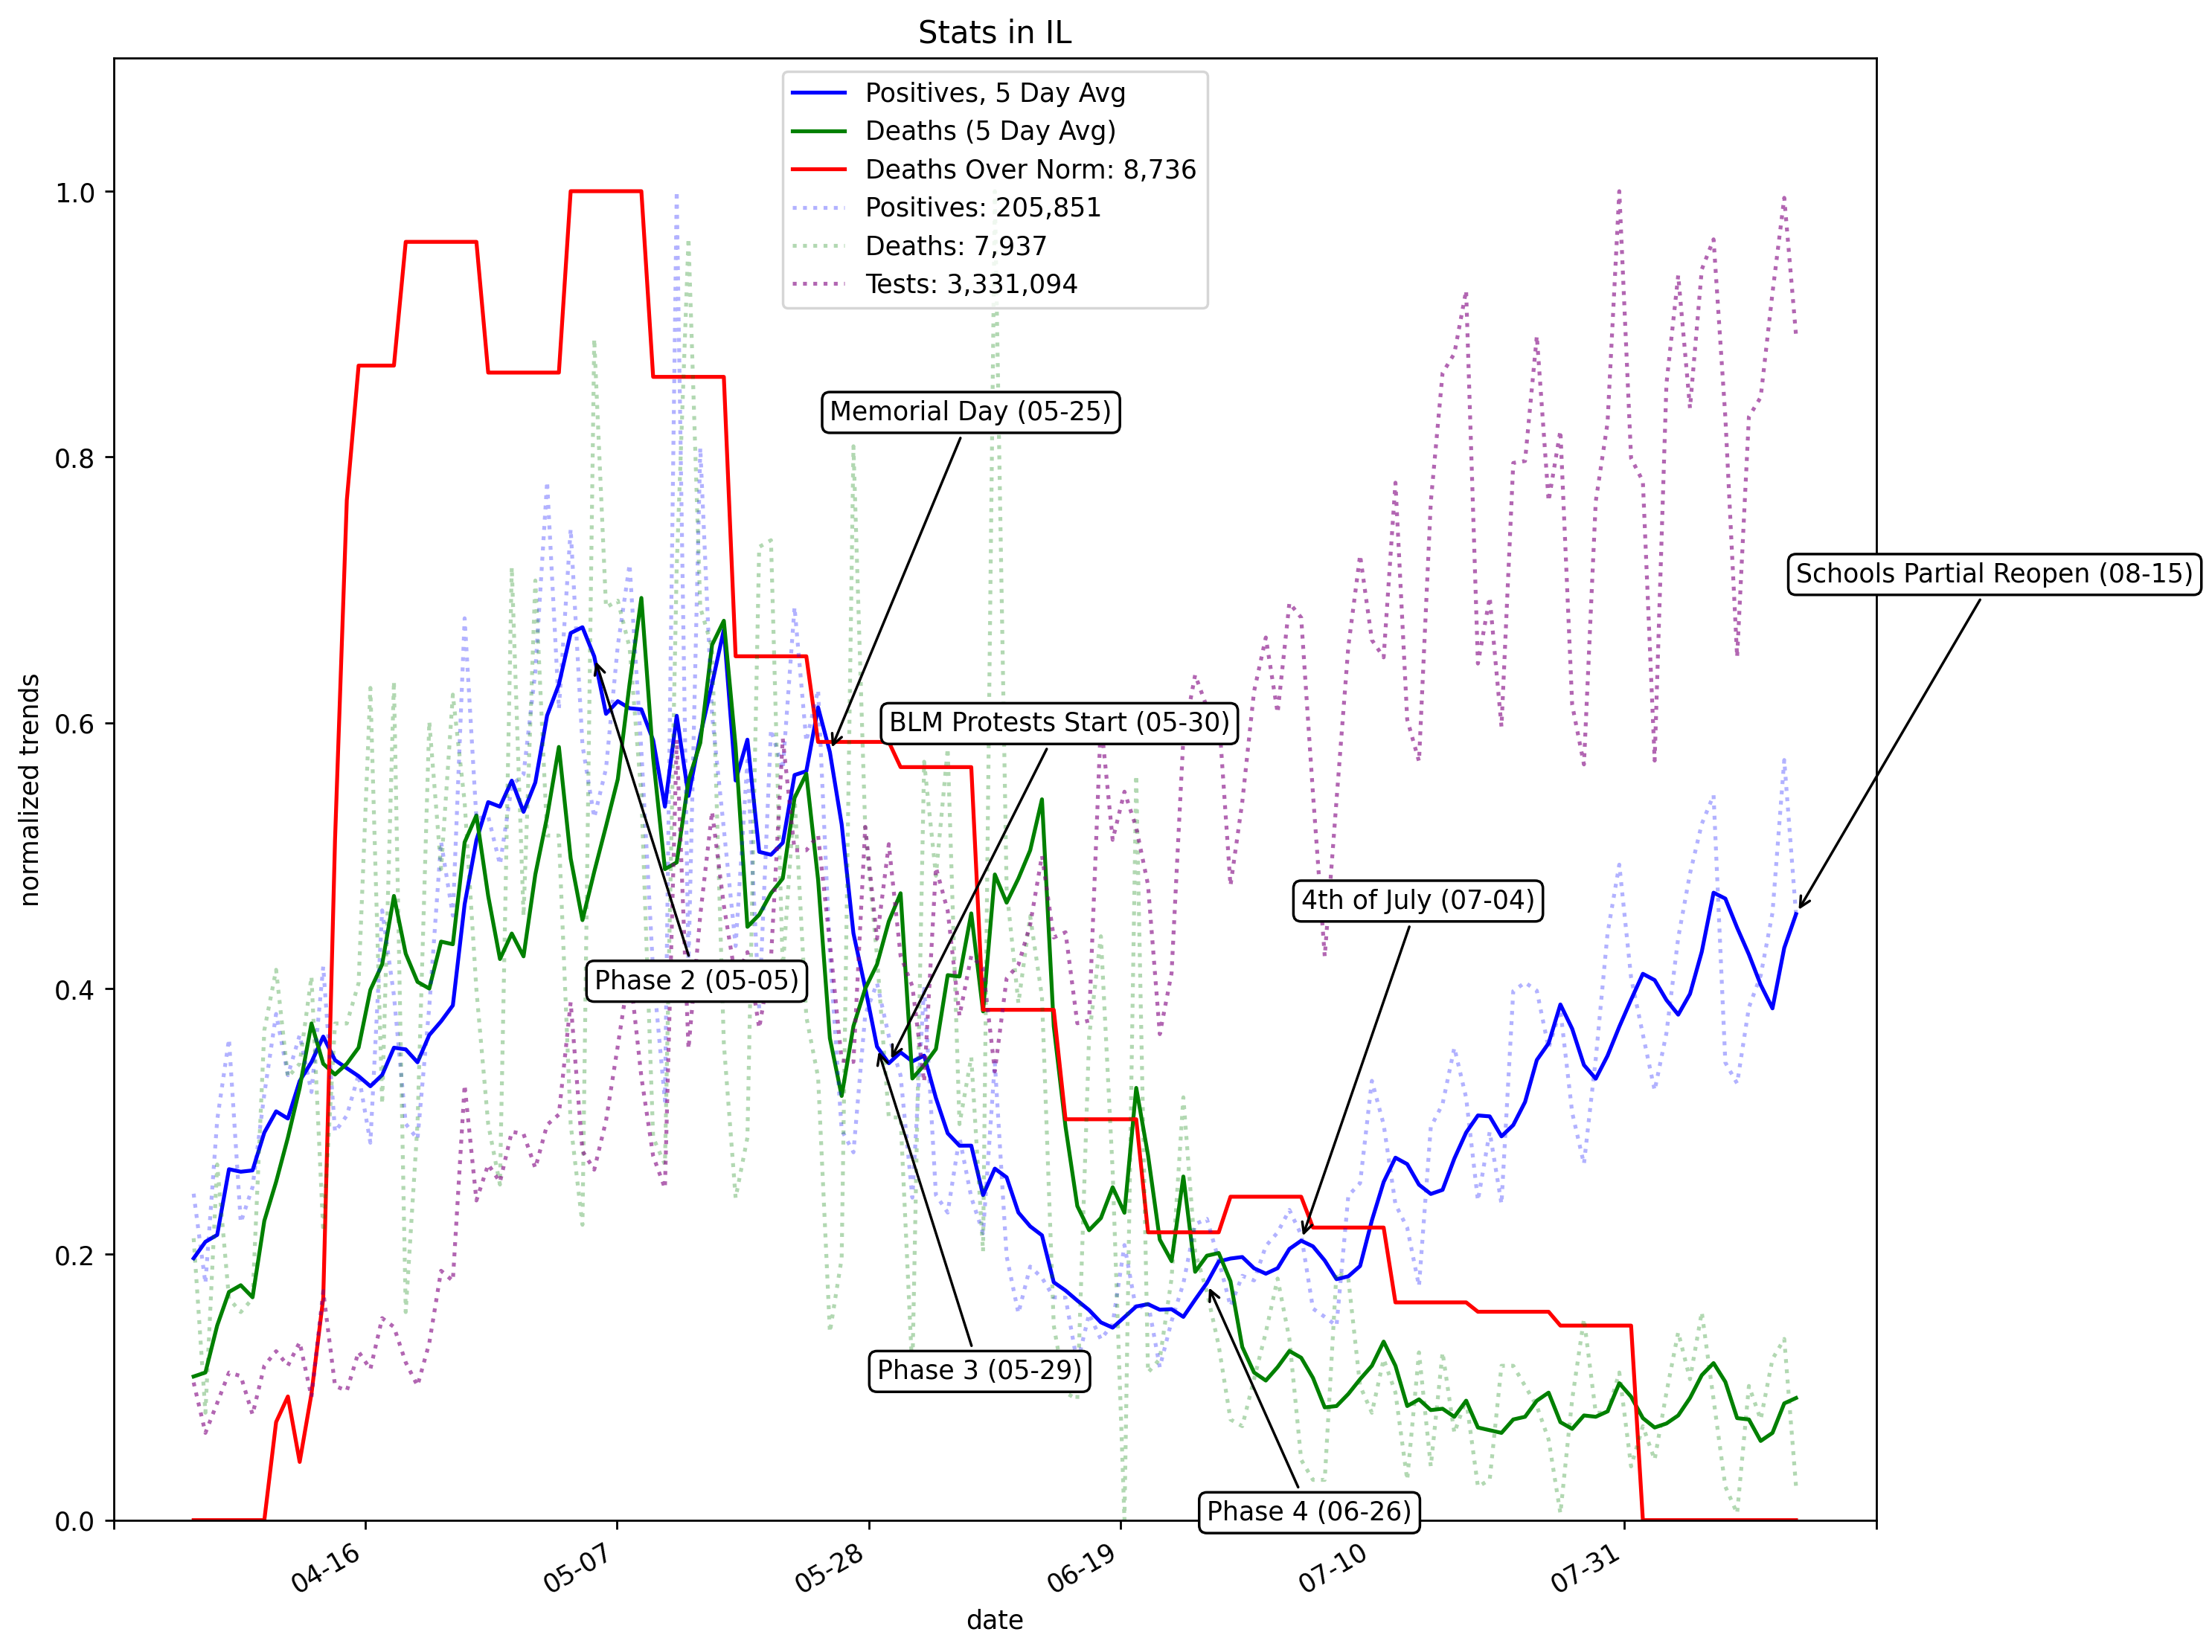 Stats in IL
Positives, 5 Day Avg
Deaths (5 Day Avg)
Deaths Over Norm: 8,736
Positives: 205,851
Deaths: 7,937
Tests: 3,331,094
1.0
0.8
0.6
0.4
0.2
0.0
normalized trends
Memorial Day (05-25)
Schools Partial Reopen (08-15)
BLM Protests Start (05-30)
4th of July (07-04)
Phase 2 (05-05)
Phase 3 (05-29)
Phase 4 (06-26)
04-16
05-07
05-28
06-19
07-10
07-31
date